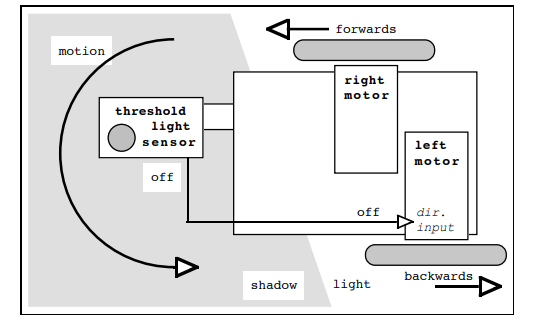 forwards
motion
right
motor
threshold
light
sensor
left
motor
off
off
dir.
input
backwards
shadow
light